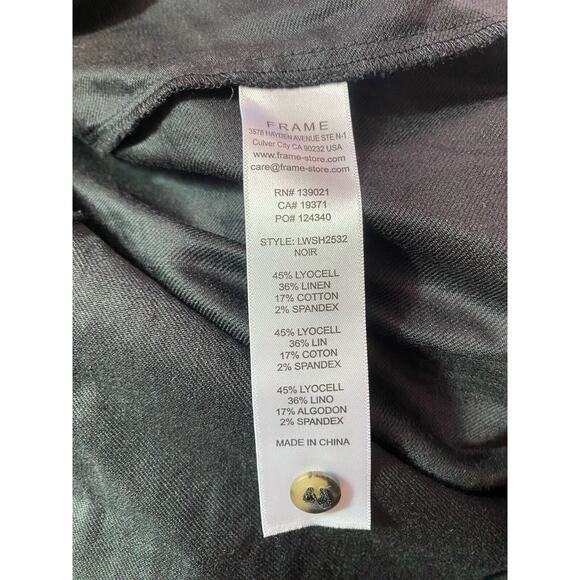 FRAME
3578 HAYDEN AVENUE STE N-1
Culver City CA 90232 USA
www.frame-store.com
care@frame-store.com
RN# 139021
CA# 19371
PO# 124340
STYLE: LWSH2532
NOIR
45% LYOCELL
36% LINEN
17% COTTON
2% SPANDEX
45% LYOCELL
36% LIN
17% COTON
2% SPANDEX
45% LYOCELL
36% LINO
17% ALGODON
2% SPANDEX
MADE IN CHINA